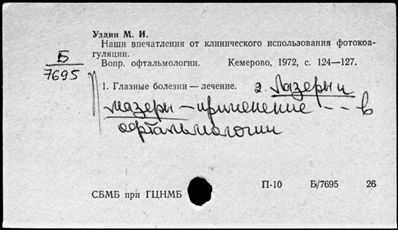 Уздин М. И.
Наши впечатления от клинического использования фотокоа-
гуляции.
Вопр. офтальмологии. Кемерово, 1972, с. 124—127.
Б
7695
1. Глазные болезни — лечение. 2. Лазеры и
мазеры — применение -- в
офтальмологии
П-10 Б/7695 26
СБМБ при ГЦНМБ